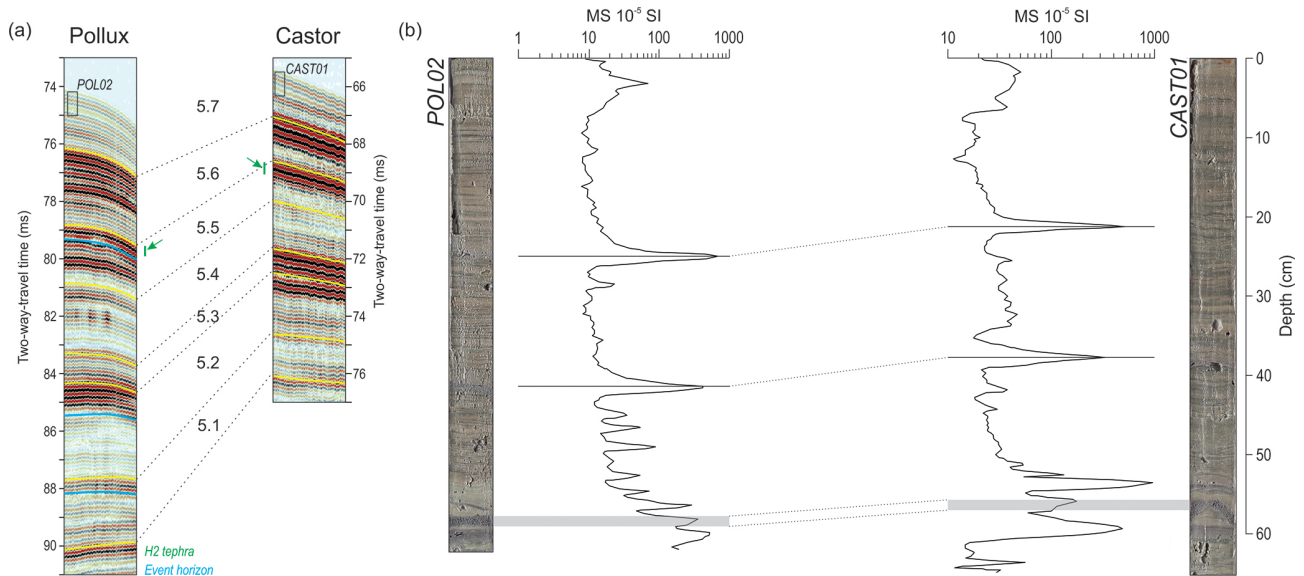 (a)
Pollux
Castor
POL02
CAST01
74
76
78
80
82
84
86
88
90
Two-way-travel time (ms)
66
68
70
72
74
76
Two-way-travel time (ms)
5.7
5.6
5.5
5.4
5.3
5.2
5.1
H2 tephra
Event horizon
(b)
MS 10⁻⁵ SI
1 10 100 1000
MS 10⁻⁵ SI
10 100 1000
POL02
CAST01
0
10
20
30
40
50
60
Depth (cm)